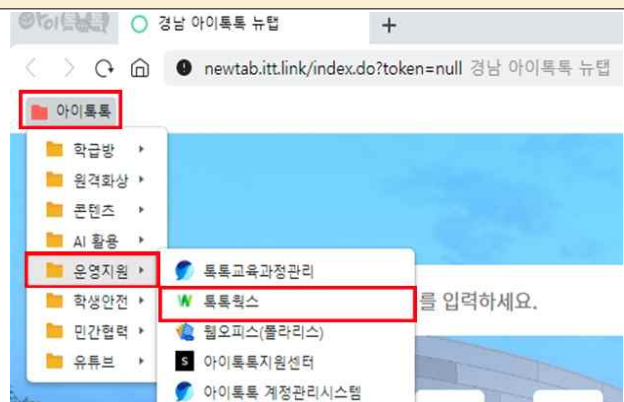 아이톡톡
경남 아이톡톡 뉴탭 +
newtab.itt.link/index.do?token=null 경남 아이톡톡 뉴탭
아이톡톡
학급방
원격화상
콘텐츠
AI 활용
운영지원
학생안전
민간협력
유튜브
톡톡교육과정관리
톡톡웍스
웹오피스(폴라리스)
아이톡톡지원센터
아이톡톡 계정관리시스템
를 입력하세요.